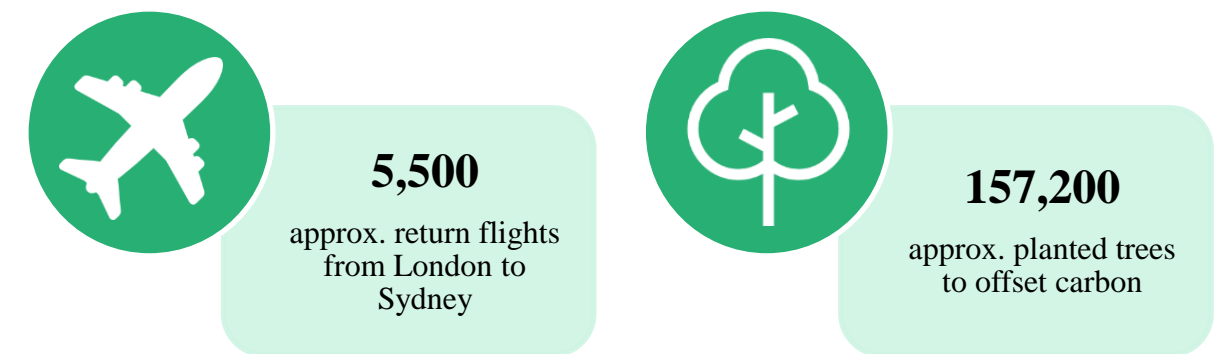 5,500
approx. return flights
from London to
Sydney
157,200
approx. planted trees
to offset carbon